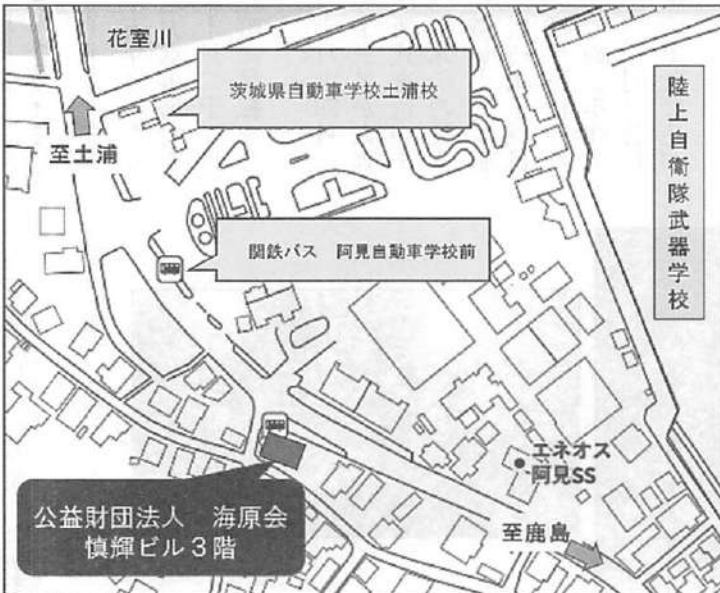 花室川
茨城県自動車学校土浦校
至土浦
陸上自衛隊武器学校
関鉄バス　阿見自動車学校前
エネオス
阿見SS
公益財団法人　海原会
慎輝ビル３階
至鹿島